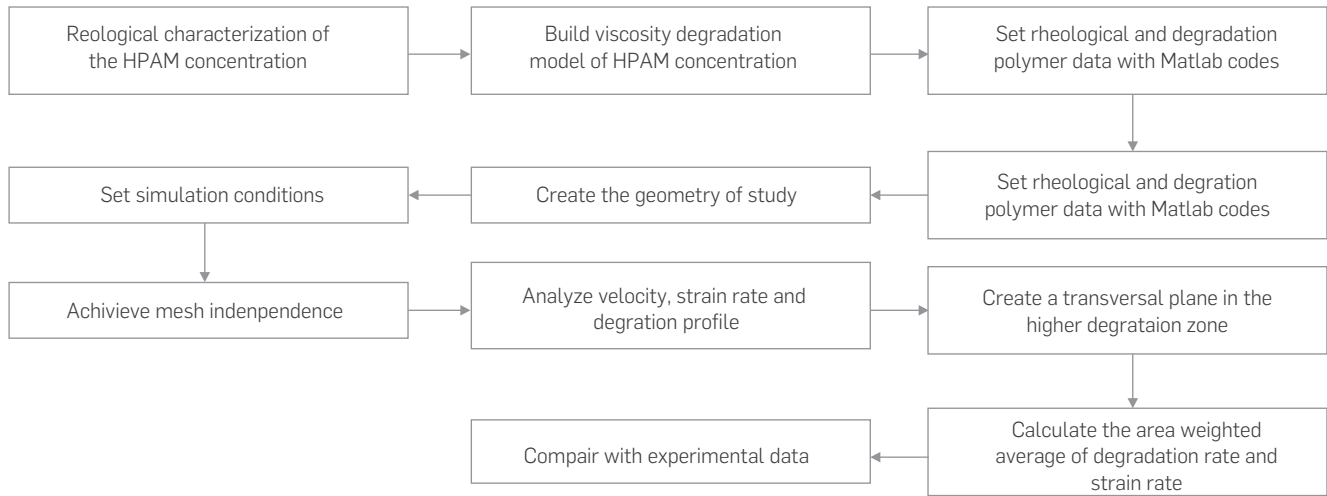 Reological characterization of
the HPAM concentration
Build viscosity degradation
model of HPAM concentration
Set rheological and degradation
polymer data with Matlab codes
Set rheological and degration
polymer data with Matlab codes
Create the geometry of study
Set simulation conditions
Achivieve mesh indenpendence
Analyze velocity, strain rate and
degration profile
Create a transversal plane in the
higher degrataion zone
Calculate the area weighted
average of degradation rate and
strain rate
Compair with experimental data